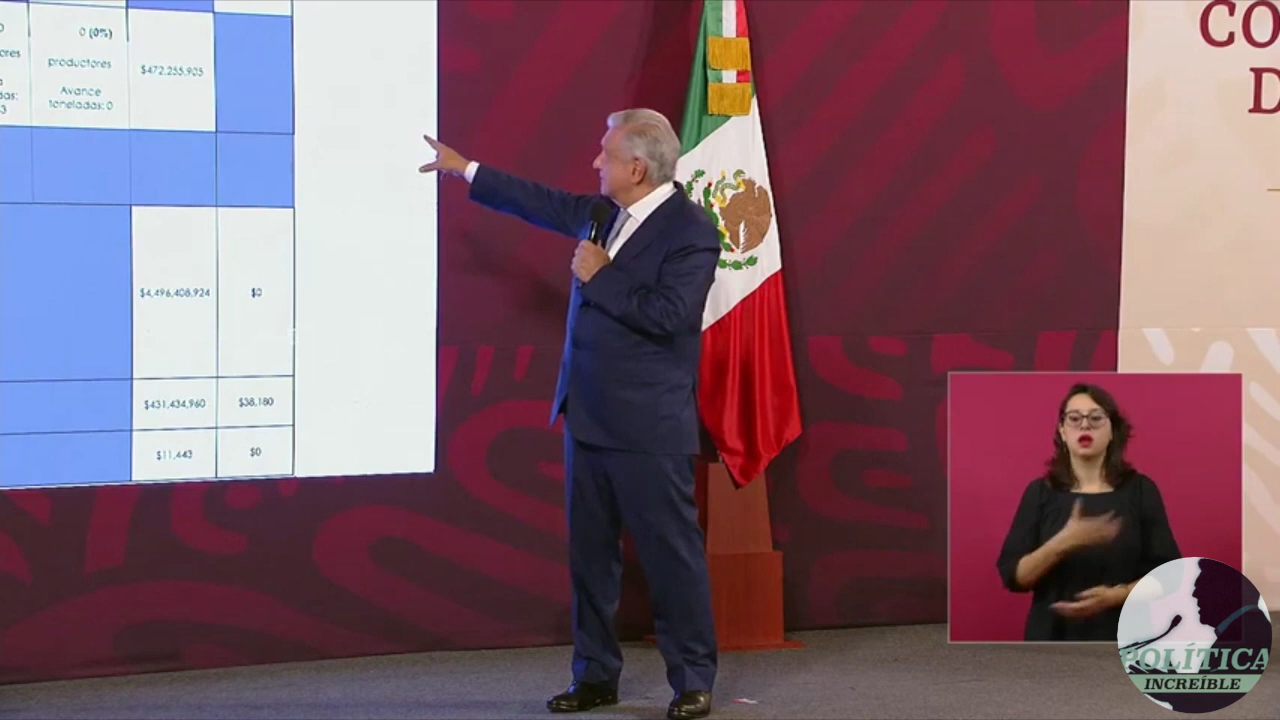 0 (0%)
productores
Avance
toneladas: 0
$472,255,905
$4,496,408,924
$0
$431,434,960
$38,180
$11,443
$0
CO
D
POLÍTICA
INCREÍBLE